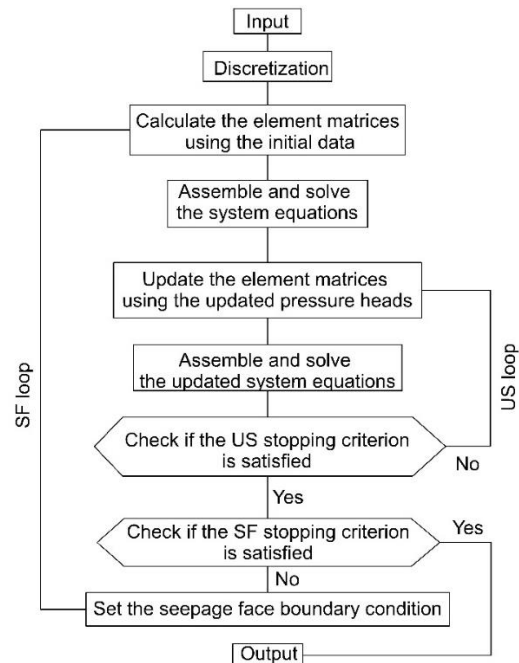 Input
Discretization
Calculate the element matrices
using the initial data
Assemble and solve
the system equations
Update the element matrices
using the updated pressure heads
SF loop
US loop
Assemble and solve
the updated system equations
Check if the US stopping criterion
is satisfied
No
Yes
Check if the SF stopping criterion
is satisfied
Yes
No
Set the seepage face boundary condition
Output